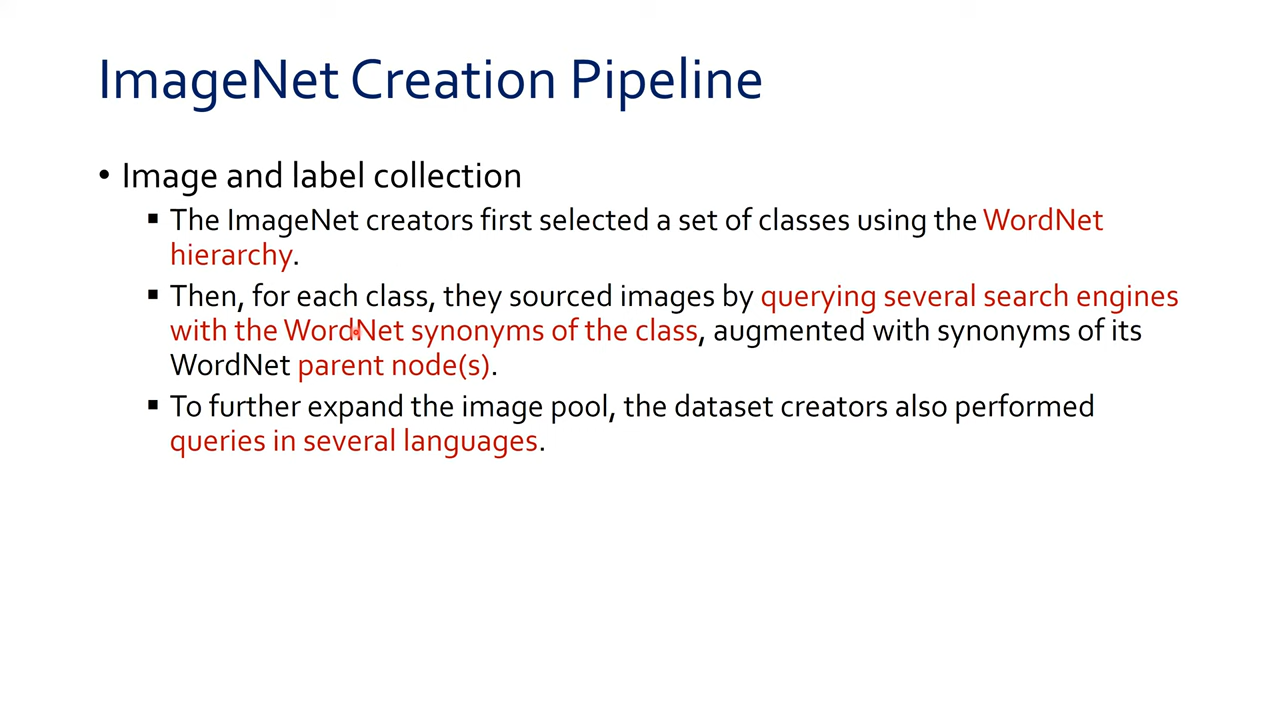 ImageNet Creation Pipeline
• Image and label collection
▪ The ImageNet creators first selected a set of classes using the WordNet
hierarchy.
▪ Then, for each class, they sourced images by querying several search engines
with the WordNet synonyms of the class, augmented with synonyms of its
WordNet parent node(s).
▪ To further expand the image pool, the dataset creators also performed
queries in several languages.